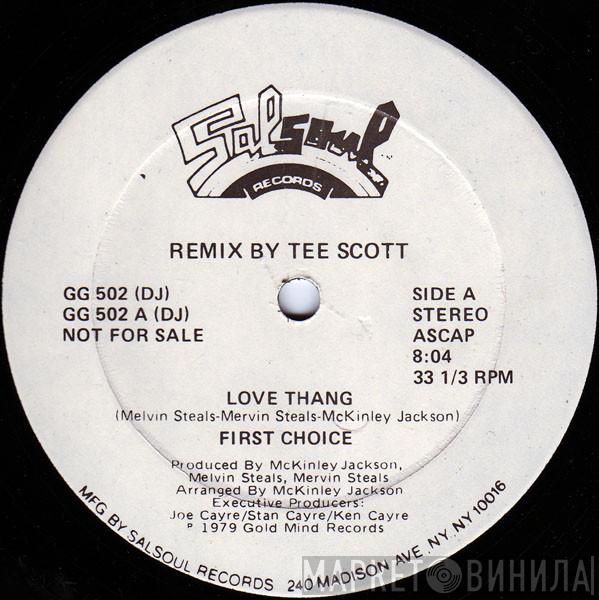 Salsoul
RECORDS
REMIX BY TEE SCOTT
GG 502 (DJ)
GG 502 A (DJ)
NOT FOR SALE
SIDE A
STEREO
ASCAP
8:04
33 1/3 RPM
LOVE THANG
(Melvin Steals-Mervin Steals-McKinley Jackson)
FIRST CHOICE
Produced By McKinley Jackson,
Melvin Steals, Mervin Steals
Arranged By McKinley Jackson
Executive Producers:
Joe Cayre/Stan Cayre/Ken Cayre
℗ 1979 Gold Mind Records
MFG BY SALSOUL RECORDS 240 MADISON AVE. NY. NY 10016
МАРКЕТ ВИНИЛА